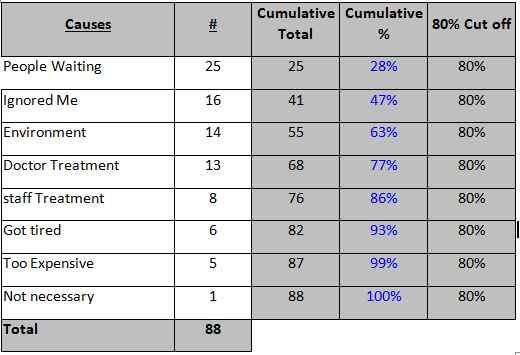 Causes # Cumulative Total Cumulative % 80% Cut off
People Waiting 25 25 28% 80%
Ignored Me 16 41 47% 80%
Environment 14 55 63% 80%
Doctor Treatment 13 68 77% 80%
staff Treatment 8 76 86% 80%
Got tired 6 82 93% 80%
Too Expensive 5 87 99% 80%
Not necessary 1 88 100% 80%
Total 88